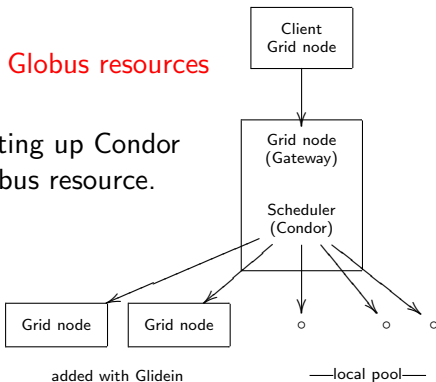 Globus resources
ting up Condor
bus resource.
Client
Grid node
Grid node
(Gateway)
Scheduler
(Condor)
Grid node
Grid node
added with Glidein
local pool